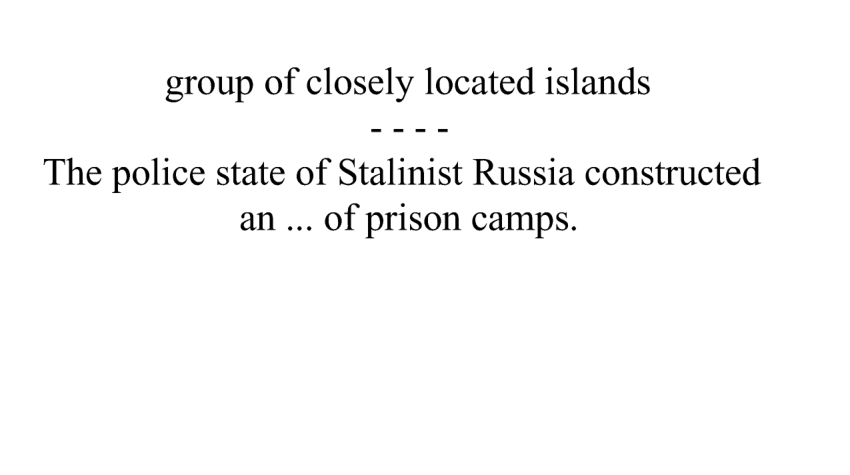 group of closely located islands
- - - -
The police state of Stalinist Russia constructed
an ... of prison camps.